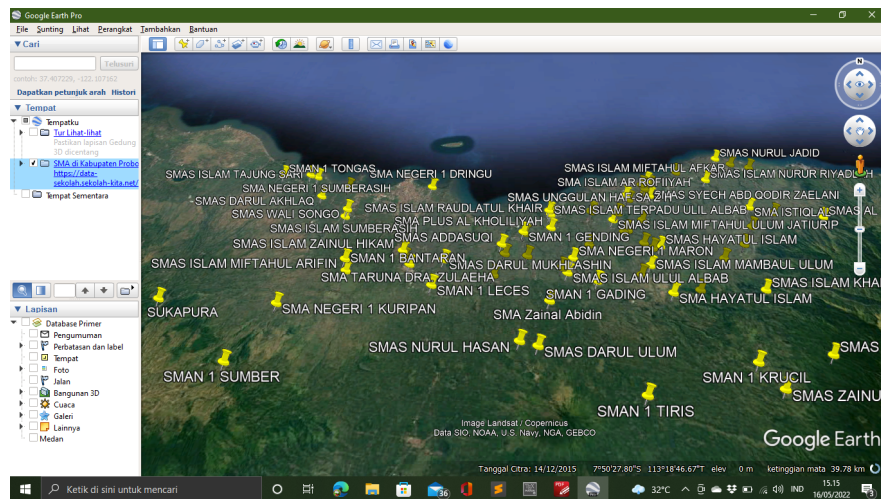 Google Earth Pro
File Sunting Lihat Perangkat Tambahkan Bantuan
Cari
Telusuri
contoh: 37.407229, -122.107162
Dapatkan petunjuk arah Histori
Tempat
Tempatku
Tur Lihat-lihat
Pastikan lapisan Gedung
3D dicentang
SMA di Kabupaten Probo
https://data-
sekolah.sekolah-kita.net/
Tempat Sementara
Lapisan
Database Primer
Pengumuman
Perbatasan dan label
Tempat
Foto
Jalan
Bangunan 3D
Cuaca
Galeri
Lainnya
Medan
N
SMAS NURUL JADID
SMAN 1 TONGAS
SMAS ISLAM TAJUNG SARI
SMA NEGERI 1 DRINGU
SMAS ISLAM MIFTAHUL AFKAR
SMAS ISLAM NURUR RIYADLOH
SMA ISLAM AR ROFIIYAH
SMA NEGERI 1 SUMBERASIH
SMAS UNGGULAN HAF-SA
SMAS SYECH ABD QODIR ZAELANI
SMAS DARUL AKHLAQ
SMAS WALI SONGO
SMAS ISLAM RAUDLATUL KHAIR
SMAS ISLAM TERPADU ULIL ALBAB
SMA ISTIQLAL
SMAS AL
SMA PLUS AL KHOLILIYAH
SMAS ISLAM SUMBERASIH
SMAS ISLAM MIFTAHUL ULUM JATIURIP
SMAS ADDASUQI
SMAN 1 GENDING
SMAS HAYATUL ISLAM
SMAS ISLAM ZAINUL HIKAM
SMA NEGERI 1 MARON
SMAN 1 BANTARAN
SMAS ISLAM MIFTAHUL ARIFIN
SMAS DARUL MUKHLASHIN
SMAS ISLAM MAMBAUL ULUM
SMA TARUNA DRA. ZULAEHA
SMAS ISLAM ULUL ALBAB
SMAS ISLAM KHAI
SMAN 1 LECES
SMAN 1 GADING
SMA HAYATUL ISLAM
SUKAPURA
SMA NEGERI 1 KURIPAN
SMA Zainal Abidin
SMAS NURUL HASAN
SMAS DARUL ULUM
SMAS
SMAN 1 SUMBER
SMAN 1 KRUCIL
SMAS ZAINU
SMAN 1 TIRIS
Image Landsat / Copernicus
Data SIO, NOAA, U.S. Navy, NGA, GEBCO
Google Earth
Tanggal Citra: 14/12/2015 7°50'27.80"S 113°18'46.67"T elev 0 m ketinggian mata 39.78 km
Ketik di sini untuk mencari
36
32°C
IND
15.15
16/05/2022
3